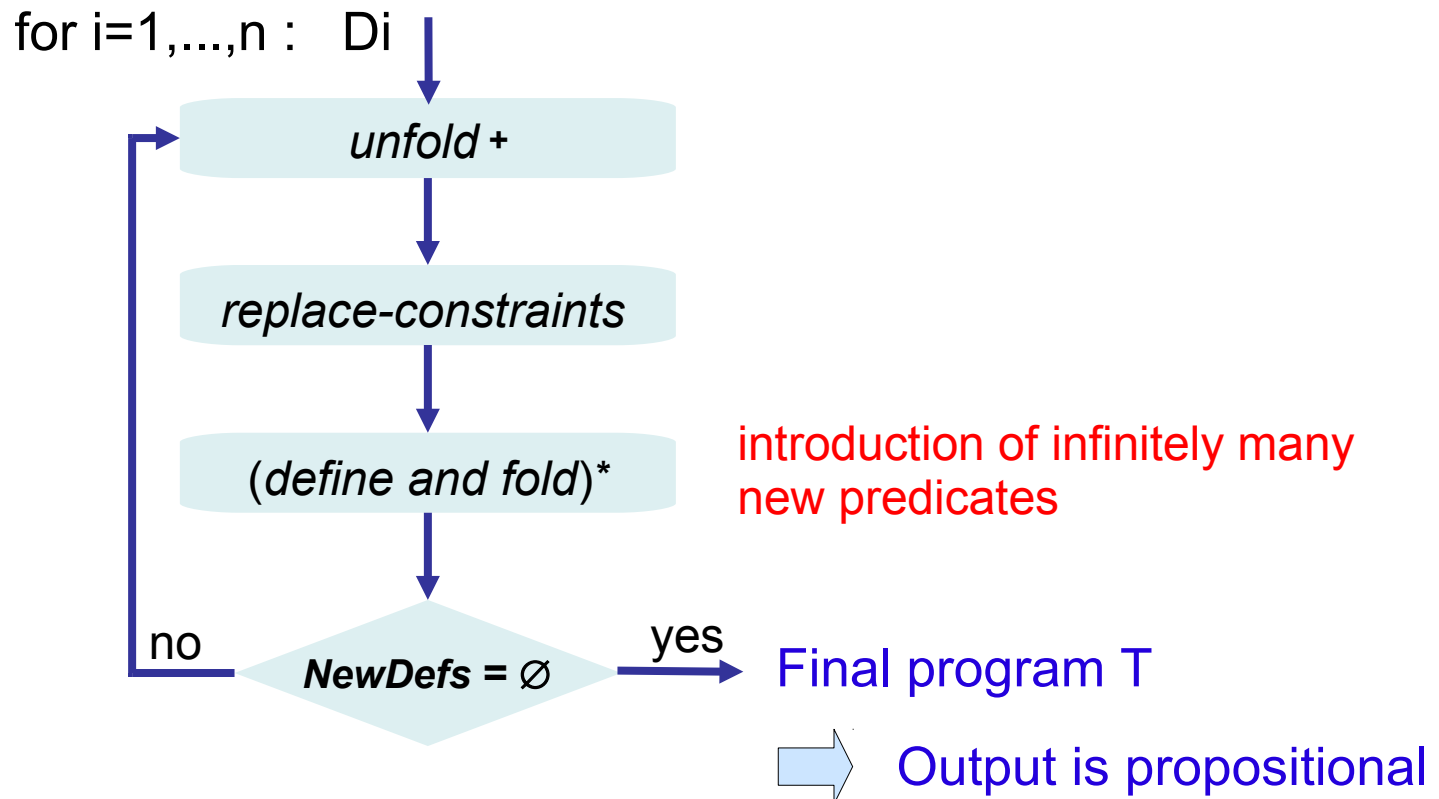 for i=1,...,n : Di
unfold +
replace-constraints
(define and fold)*
introduction of infinitely many
new predicates
no
NewDefs = ∅
yes
Final program T
Output is propositional